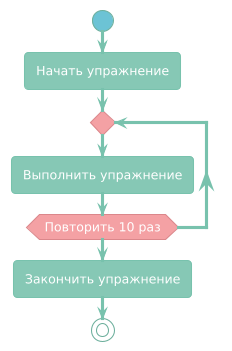 Начать упражнение
Выполнить упражнение
Повторить 10 раз
Закончить упражнение